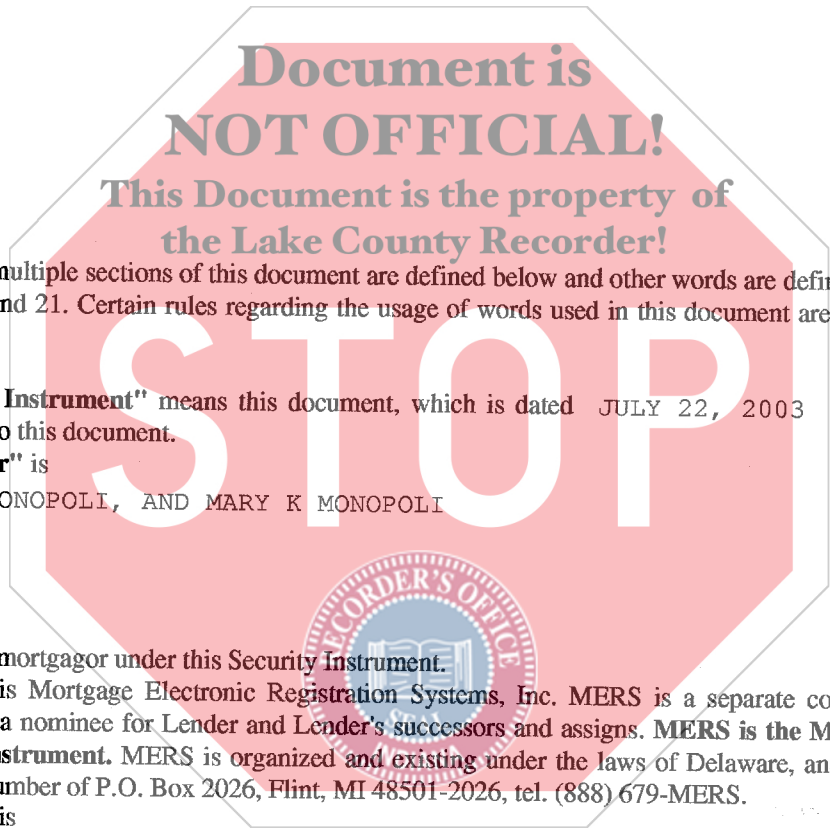 Document is
NOT OFFICIAL!
This Document is the property of
the Lake County Recorder!
multiple sections of this document are defined below and other words are defin
nd 21. Certain rules regarding the usage of words used in this document are
STOP
Instrument" means this document, which is dated JULY 22, 2003
o this document.
r" is
ONOPOLI, AND MARY K MONOPOLI
RECORDER'S OFFICE
mortgagor under this Security Instrument.
is Mortgage Electronic Registration Systems, Inc. MERS is a separate co
a nominee for Lender and Lender's successors and assigns. MERS is the M
SEAL
nstrument. MERS is organized and existing under the laws of Delaware, an
umber of P.O. Box 2026, Flint, MI 48501-2026, tel. (888) 679-MERS.
is